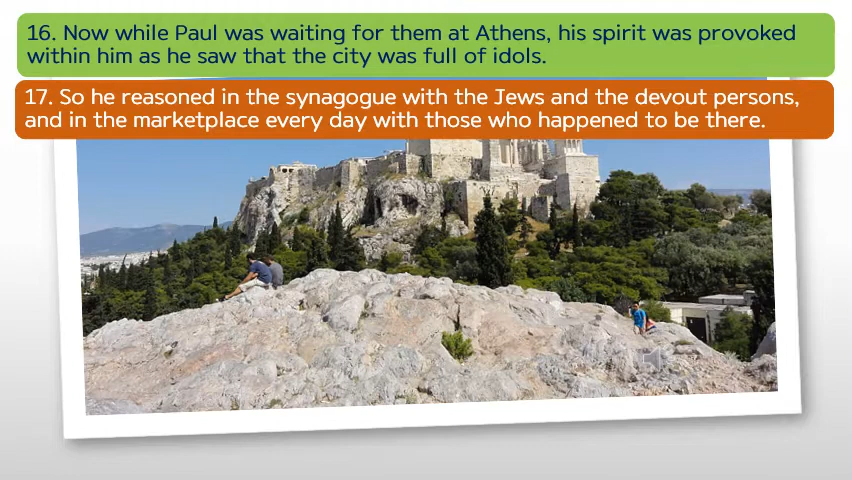 16. Now while Paul was waiting for them at Athens, his spirit was provoked
within him as he saw that the city was full of idols.
17. So he reasoned in the synagogue with the Jews and the devout persons,
and in the marketplace every day with those who happened to be there.